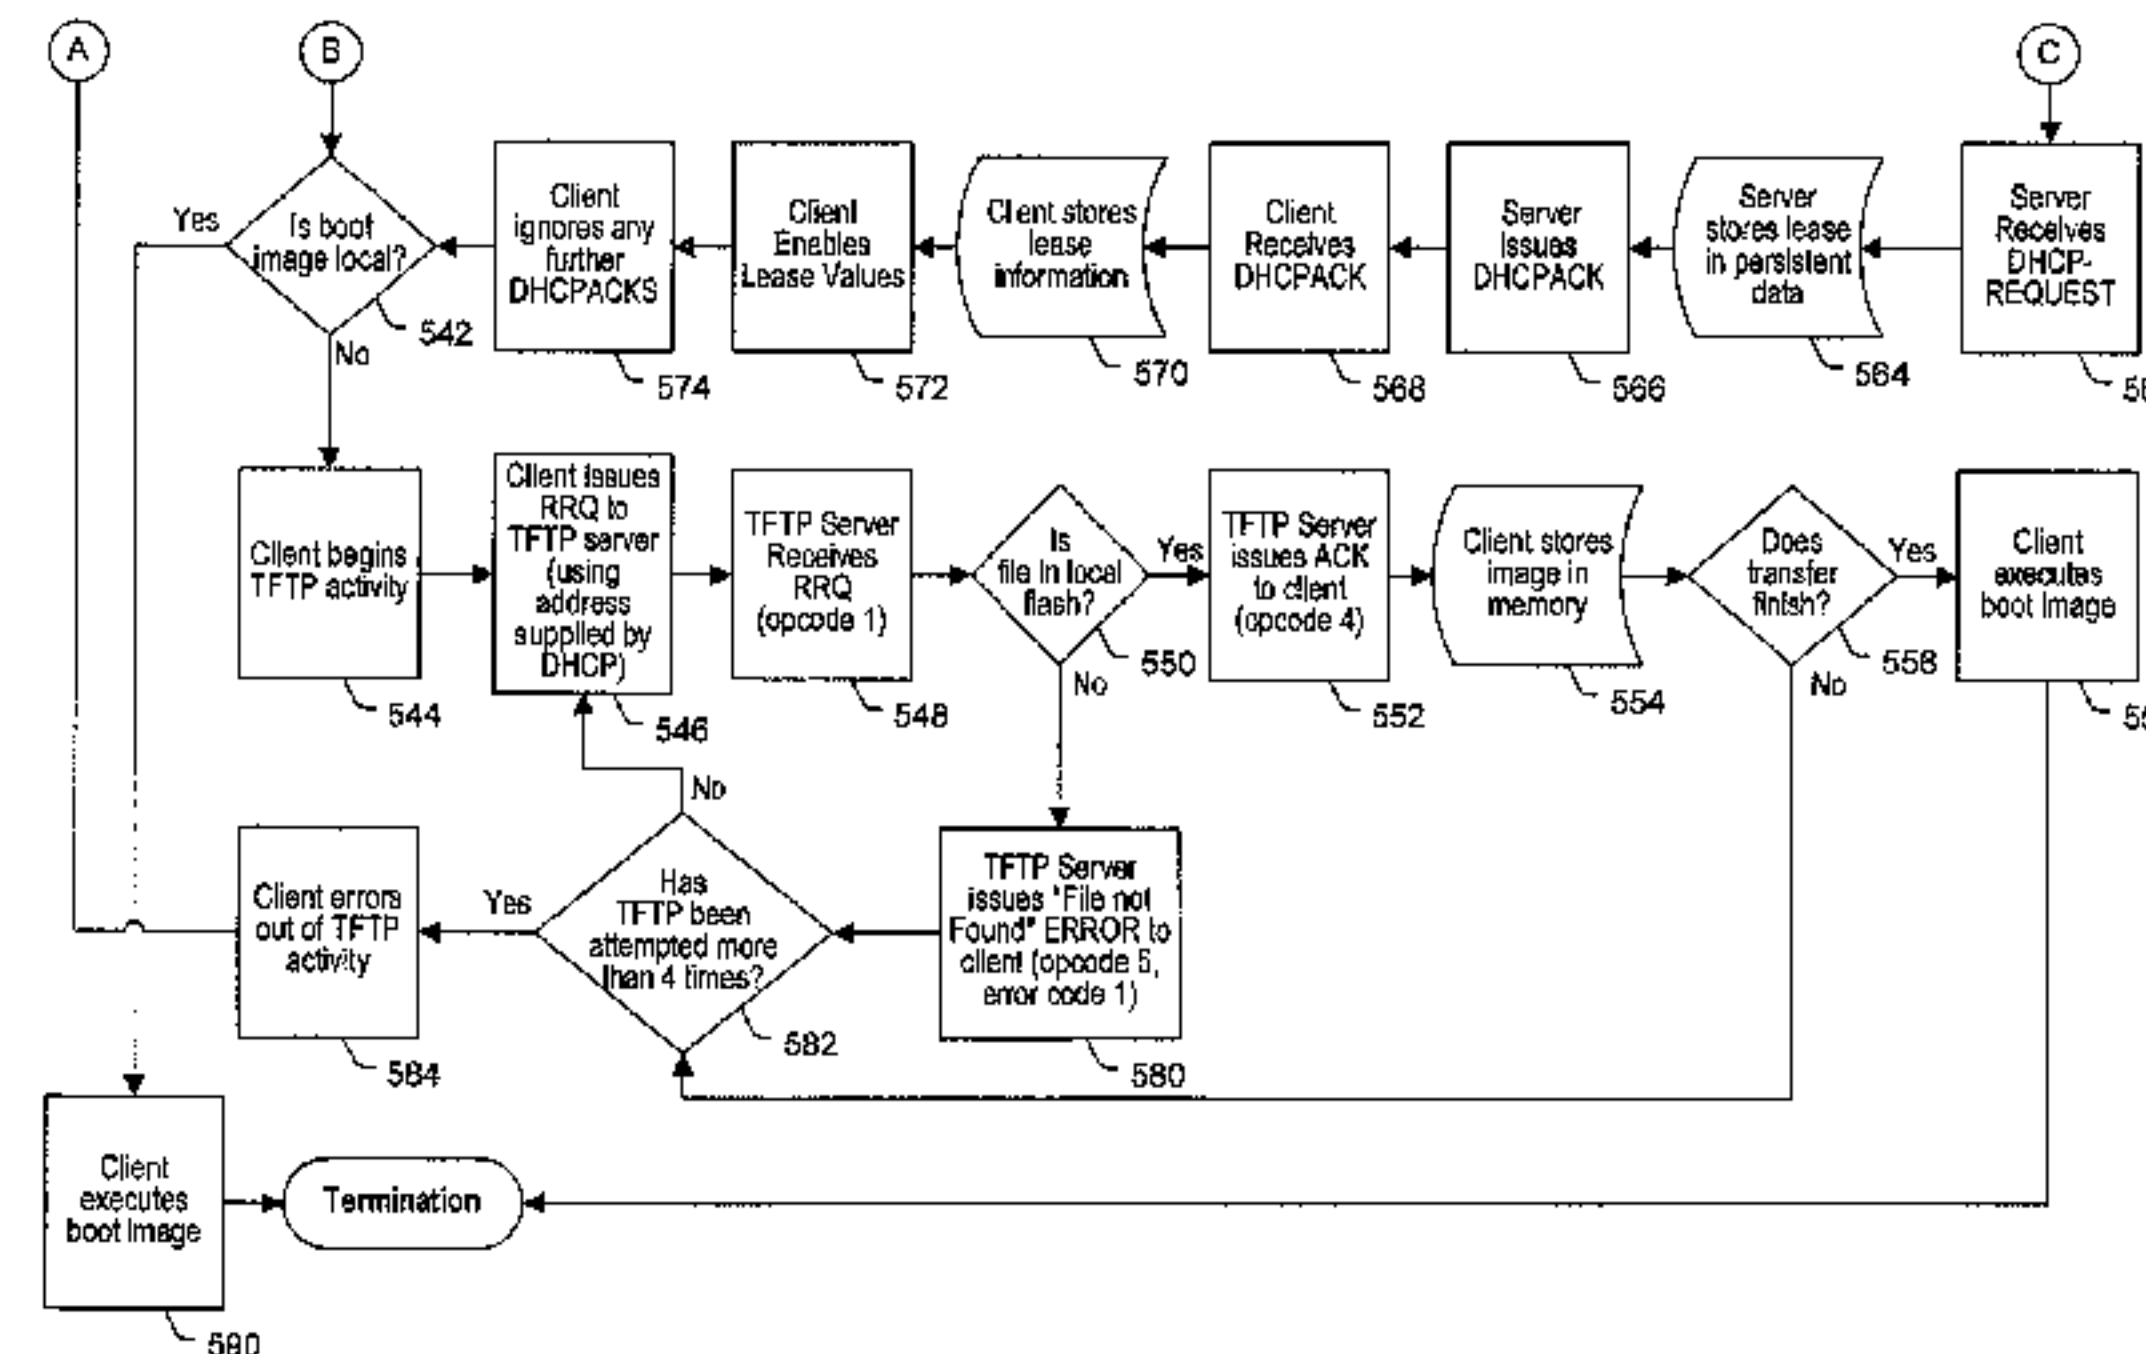 A
B
C
Yes
Is boot
image local?
542
No
Client
ignores any
further
DHCPACKS
574
Client
Enables
Lease Values
572
Client stores
lease
information
570
Client
Receives
DHCPACK
568
Server
Issues
DHCPACK
566
Server
stores lease
in persistent
data
564
Server
Receives
DHCP-
REQUEST
Client begins
TFTP activity
544
Client Issues
RRQ to
TFTP server
(using
address
supplied by
DHCP)
546
TFTP Server
Receives
RRQ
(opcode 1)
548
Is
file in local
flash?
550
Yes
No
TFTP Server
issues ACK
to client
(opcode 4)
552
Client stores
image in
memory
554
Does
transfer
finish?
558
Yes
No
Client
executes
boot Image
Client errors
out of TFTP
activity
584
Yes
Has
TFTP been
attempted more
than 4 times?
582
No
TFTP Server
issues "File not
Found" ERROR to
client (opcode 5,
error code 1)
580
Client
executes
boot Image
590
Termination